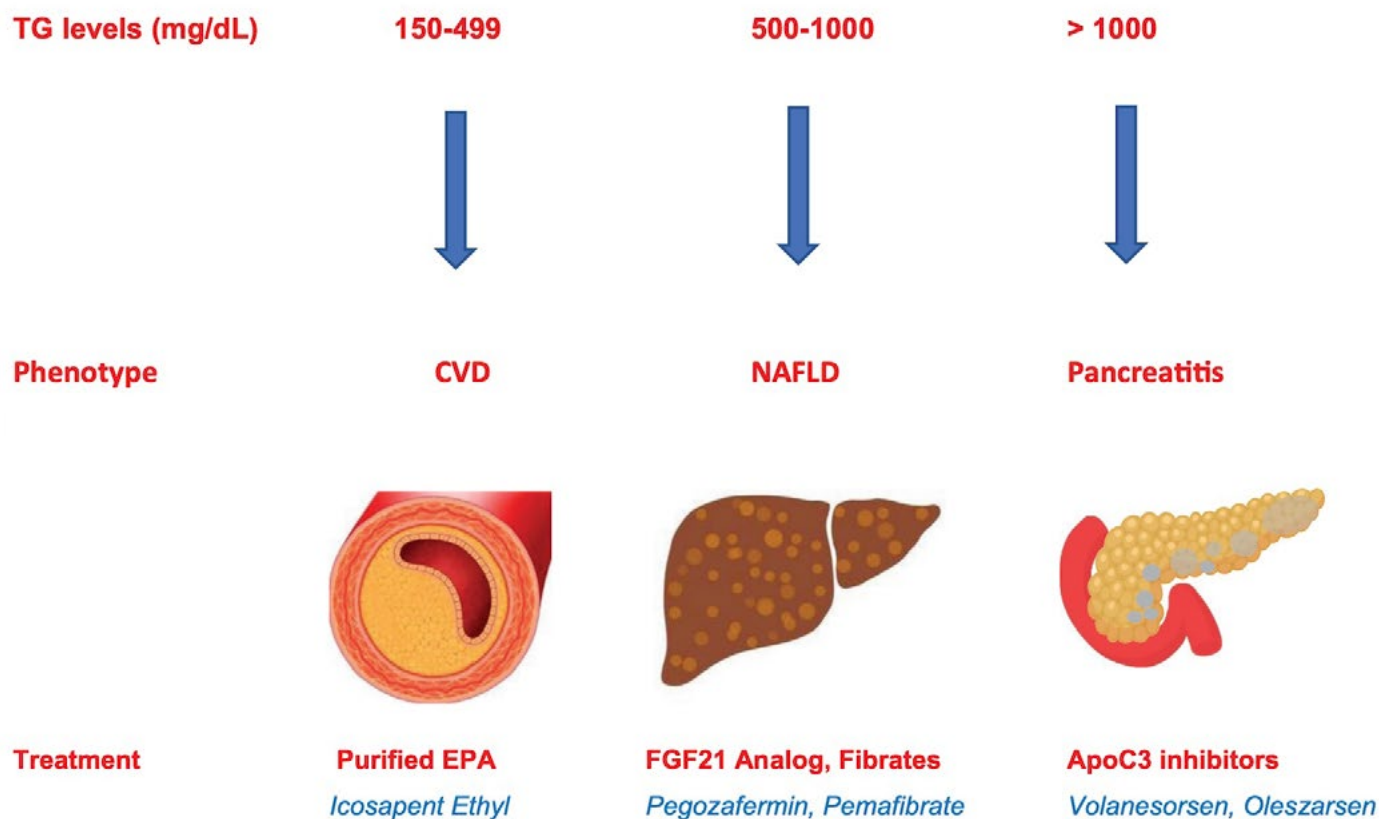 TG levels (mg/dL) 150-499 500-1000 > 1000
Phenotype CVD NAFLD Pancreatitis
Treatment Purified EPA FGF21 Analog, Fibrates ApoC3 inhibitors
Icosapent Ethyl Pegozafermin, Pemafibrate Volanesorsen, Oleszarsen